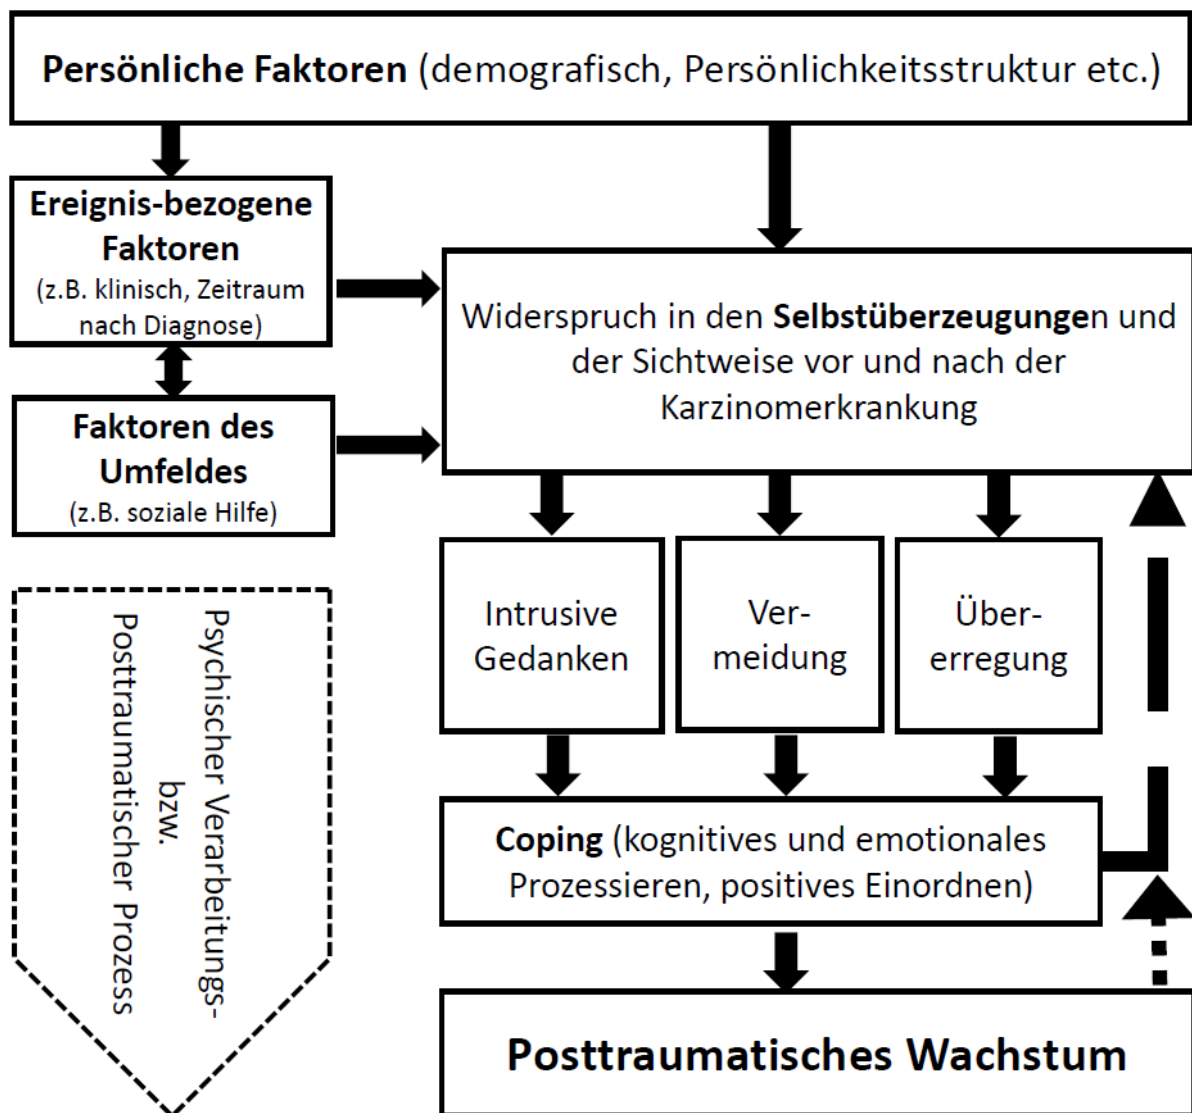 Persönliche Faktoren (demografisch, Persönlichkeitsstruktur etc.)
Ereignis-bezogene
Faktoren
(z.B. klinisch, Zeitraum
nach Diagnose)
Widerspruch in den Selbstüberzeugungen und
der Sichtweise vor und nach der
Karzinomerkrankung
Faktoren des
Umfeldes
(z.B. soziale Hilfe)
Intrusive
Gedanken
Ver-
meidung
Über-
erregung
Psychischer Verarbeitungs-
bzw.
Posttraumatischer Prozess
Coping (kognitives und emotionales
Prozessieren, positives Einordnen)
Posttraumatisches Wachstum